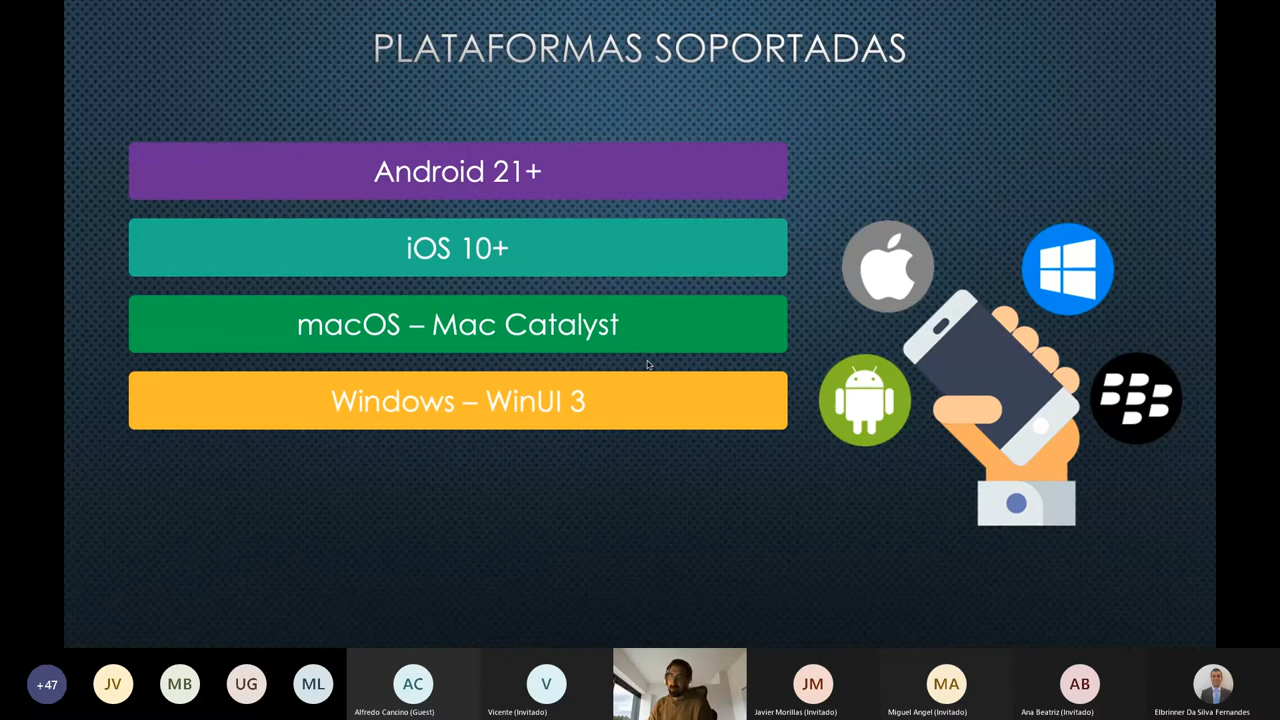 PLATAFORMAS SOPORTADAS
Android 21+
iOS 10+
macOS – Mac Catalyst
Windows – WinUI 3
+47
JV
MB
UG
ML
AC
Alfredo Cancino (Guest)
V
Vicente (Invitado)
JM
Javier Morillas (Invitado)
MA
Miguel Angel (Invitado)
AB
Ana Beatriz (Invitado)
Elbrinner Da Silva Fernandes